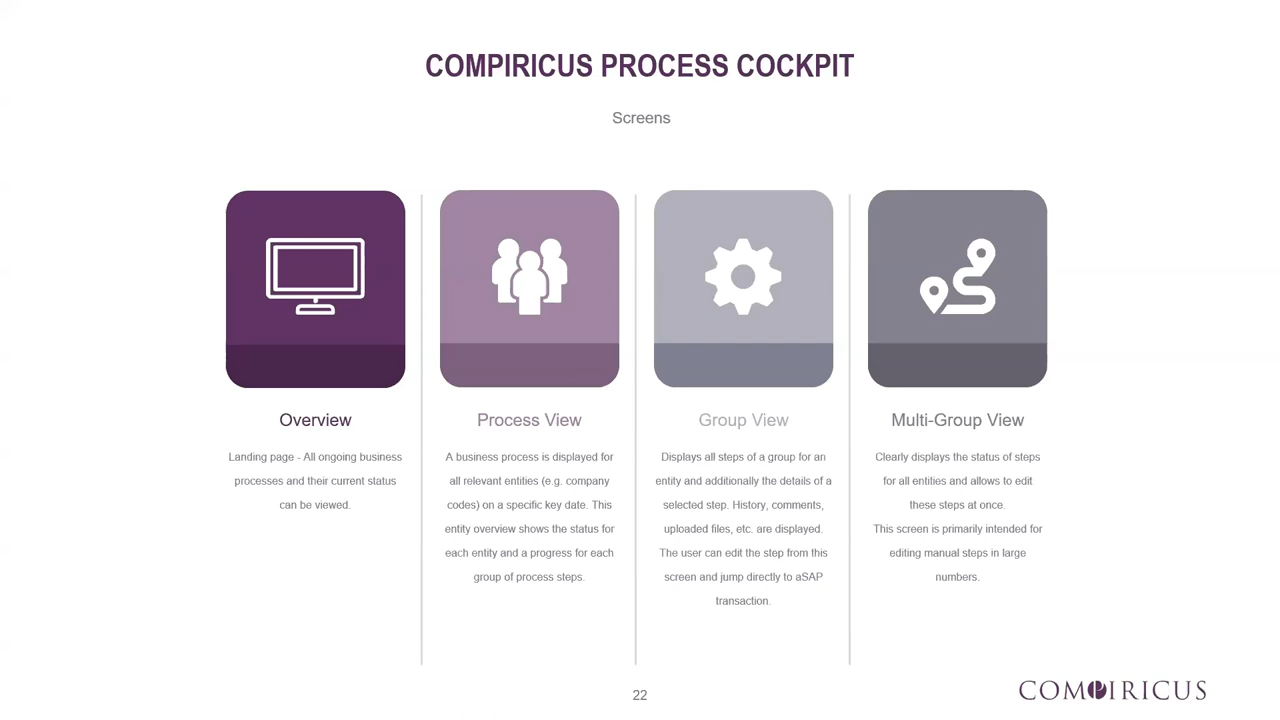 COMPIRICUS PROCESS COCKPIT
Screens
Overview
Landing page - All ongoing business
processes and their current status
can be viewed.
Process View
A business process is displayed for
all relevant entities (e.g. company
codes) on a specific key date. This
entity overview shows the status for
each entity and a progress for each
group of process steps.
Group View
Displays all steps of a group for an
entity and additionally the details of a
selected step. History, comments,
uploaded files, etc. are displayed.
The user can edit the step from this
screen and jump directly to aSAP
transaction.
Multi-Group View
Clearly displays the status of steps
for all entities and allows to edit
these steps at once.
This screen is primarily intended for
editing manual steps in large
numbers.
22
COMPIRICUS